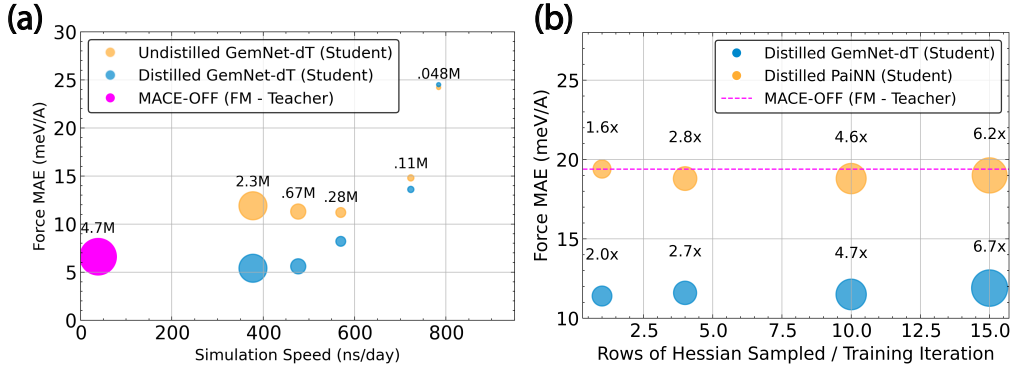 (a)
30
25
20
15
10
5
0
Force MAE (meV/A)
Undistilled GemNet-dT (Student)
Distilled GemNet-dT (Student)
MACE-OFF (FM - Teacher)
.048M
.11M
2.3M
.67M
.28M
4.7M
0
200
400
600
800
Simulation Speed (ns/day)
(b)
25
20
15
10
Force MAE (meV/A)
Distilled GemNet-dT (Student)
Distilled PaiNN (Student)
MACE-OFF (FM - Teacher)
1.6x
2.8x
4.6x
6.2x
2.0x
2.7x
4.7x
6.7x
2.5
5.0
7.5
10.0
12.5
15.0
Rows of Hessian Sampled / Training Iteration